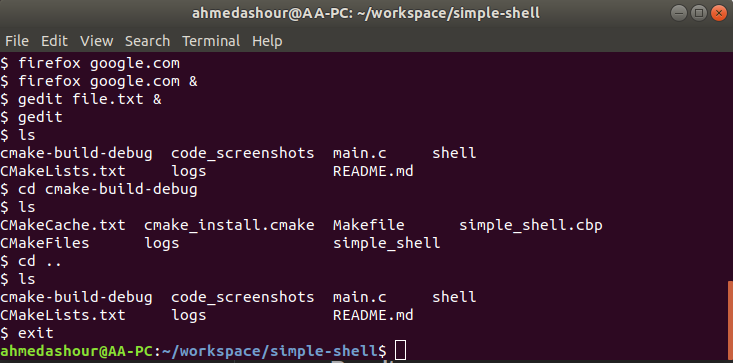 ahmedashour@AA-PC: ~/workspace/simple-shell
File Edit View Search Terminal Help
$ firefox google.com
$ firefox google.com &
$ gedit file.txt &
$ gedit
$ ls
cmake-build-debug  code_screenshots  main.c     shell
CMakeLists.txt     logs              README.md
$ cd cmake-build-debug
$ ls
CMakeCache.txt  cmake_install.cmake  Makefile      simple_shell.cbp
CMakeFiles      logs                 simple_shell
$ cd ..
$ ls
cmake-build-debug  code_screenshots  main.c     shell
CMakeLists.txt     logs              README.md
$ exit
ahmedashour@AA-PC:~/workspace/simple-shell$